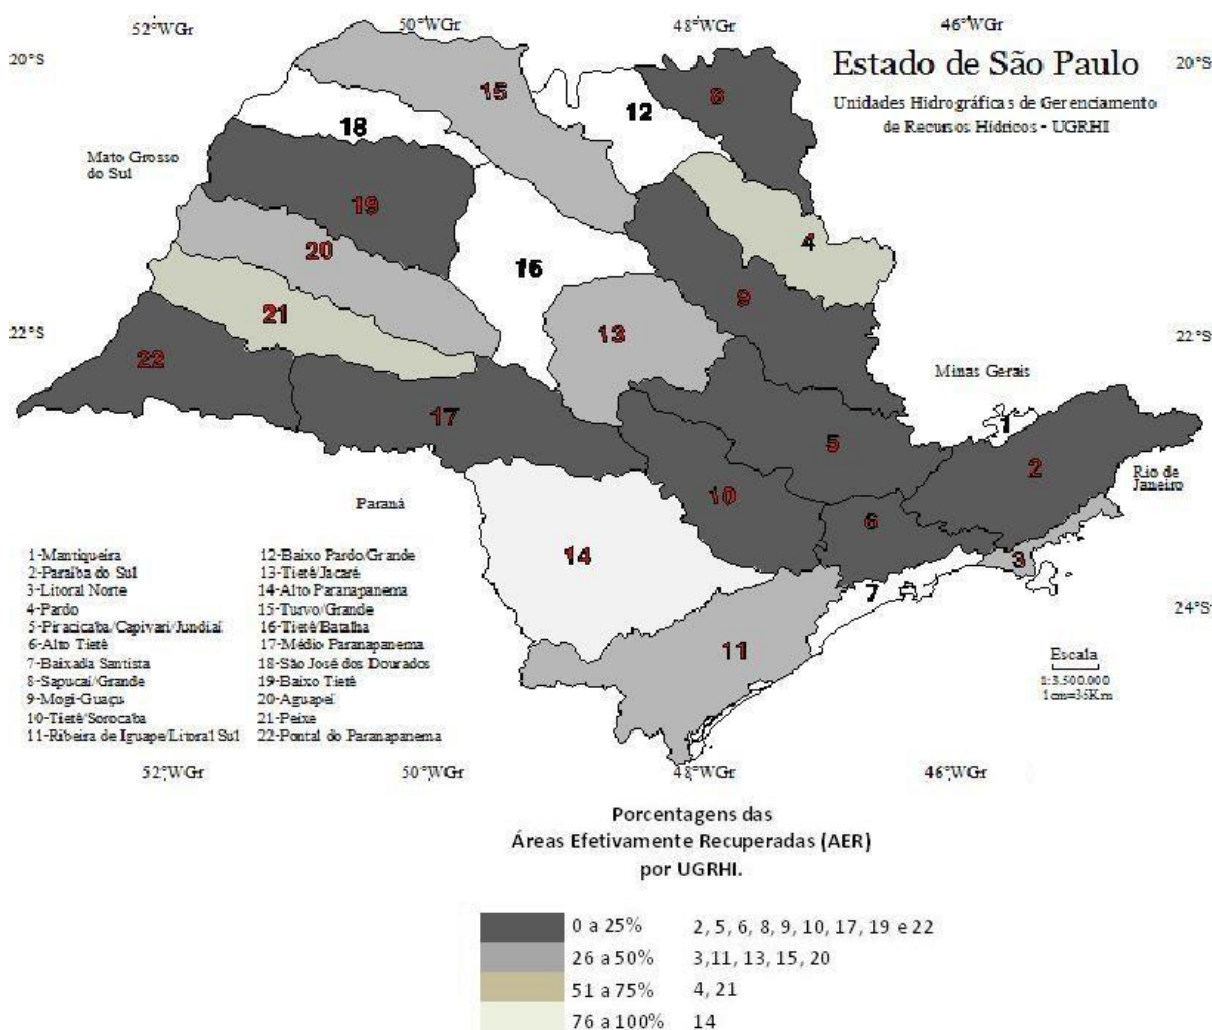 52°WGr 50°WGr 48°WGr 46°WGr
20°S 20°S
Estado de São Paulo
Unidades Hidrográficas de Gerenciamento
de Recursos Hídricos - UGRHI
8
15
12
18
Mato Grosso
do Sul
19
4
20
16
9
21
13
22°S 22°S
22
Minas Gerais
17
1
5
2
Rio de
Janeiro
10
Paraná
6
14
3
7
24°S
11
1-Mantiqueira
2-Paraíba do Sul
3-Litoral Norte
4-Pardo
5-Piracicaba/Capivari/Jundiaí
6-Alto Tietê
7-Baixada Santista
8-Sapucaí/Grande
9-Mogi-Guaçu
10-Tietê/Sorocaba
11-Ribeira de Iguape/Litoral Sul
12-Baixo Pardo/Grande
13-Tietê/Jacaré
14-Alto Paranapanema
15-Turvo/Grande
16-Tietê/Batalha
17-Médio Paranapanema
18-São José dos Dourados
19-Baixo Tietê
20-Aguapeí
21-Peixe
22-Pontal do Paranapanema
Escala
1:3.500.000
1cm=35Km
52°WGr 50°WGr 48°WGr 46°WGr
Porcentagens das
Áreas Efetivamente Recuperadas (AER)
por UGRHI.
0 a 25% 2, 5, 6, 8, 9, 10, 17, 19 e 22
26 a 50% 3,11, 13, 15, 20
51 a 75% 4, 21
76 a 100% 14